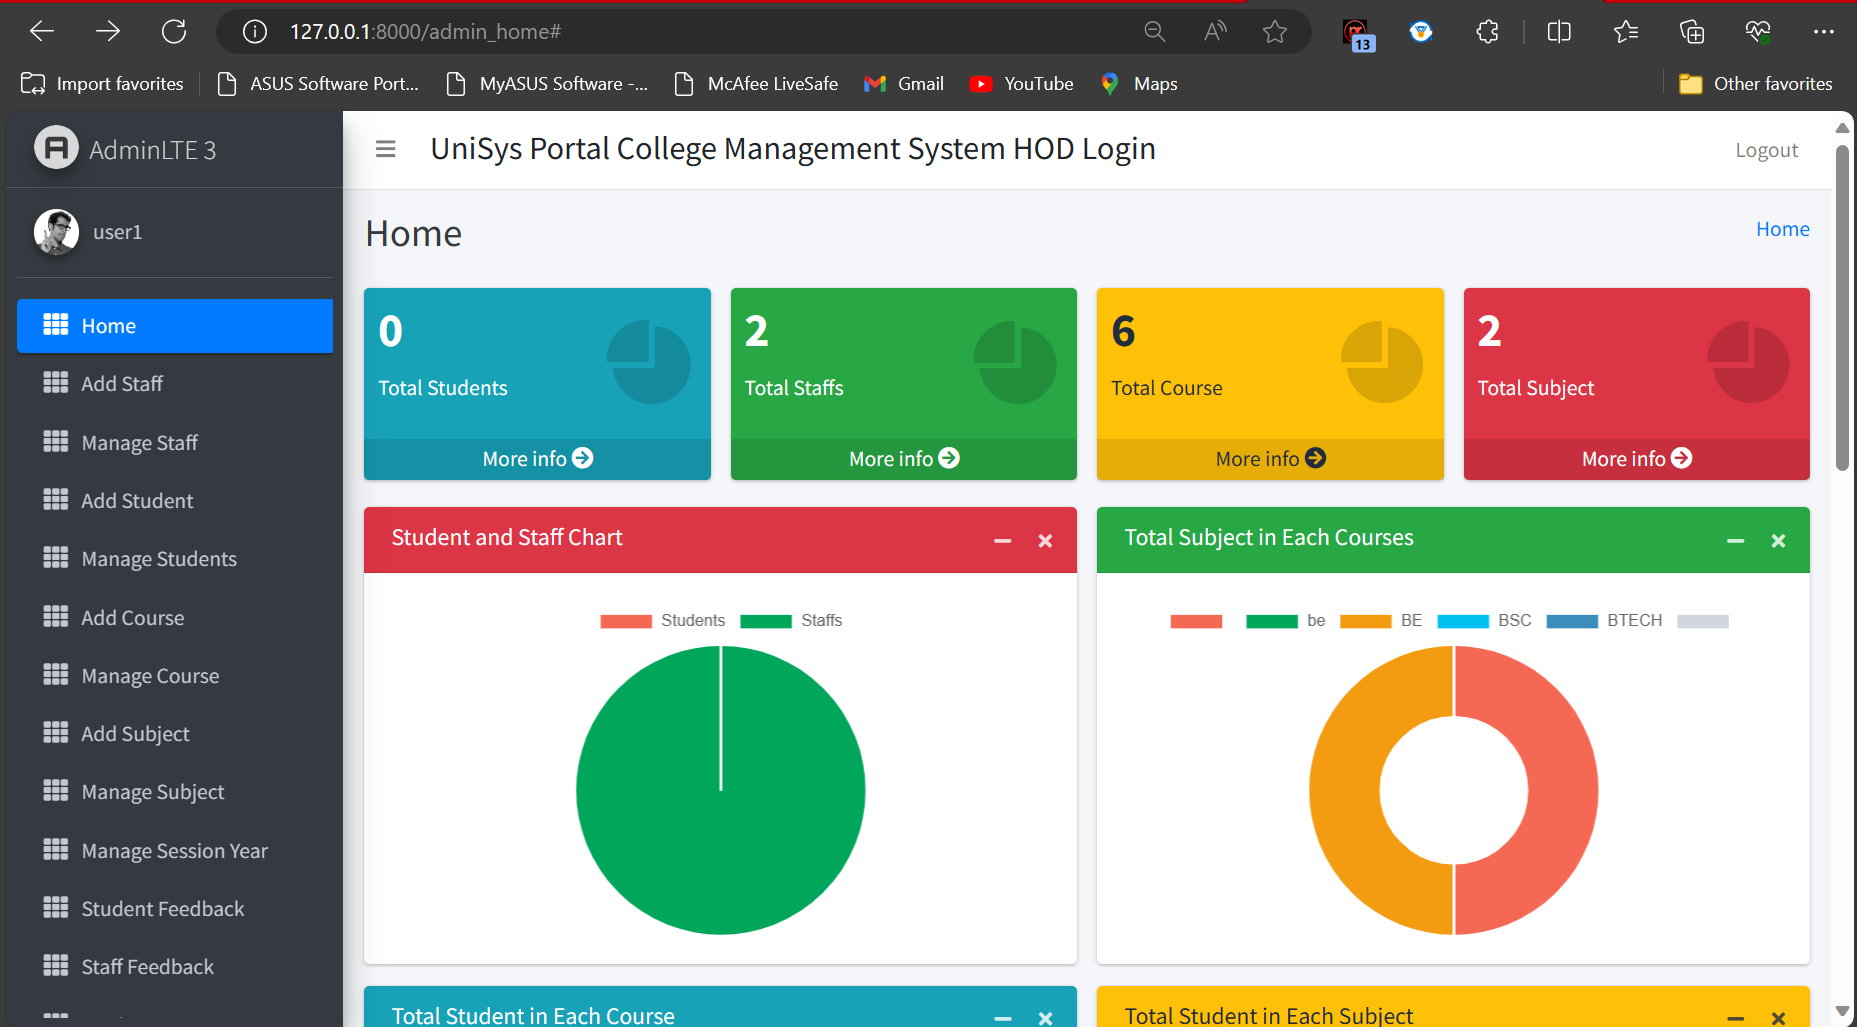 127.0.0.1:8000/admin_home#
13
Import favorites
ASUS Software Port...
MyASUS Software -...
McAfee LiveSafe
Gmail
YouTube
Maps
Other favorites
AdminLTE 3
UniSys Portal College Management System HOD Login
Logout
user1
Home
Home
Home
Add Staff
Manage Staff
Add Student
Manage Students
Add Course
Manage Course
Add Subject
Manage Subject
Manage Session Year
Student Feedback
Staff Feedback
0
Total Students
More info
2
Total Staffs
More info
6
Total Course
More info
2
Total Subject
More info
Student and Staff Chart
Students Staffs
Total Subject in Each Courses
be BE BSC BTECH
Total Student in Each Course
Total Student in Each Subject